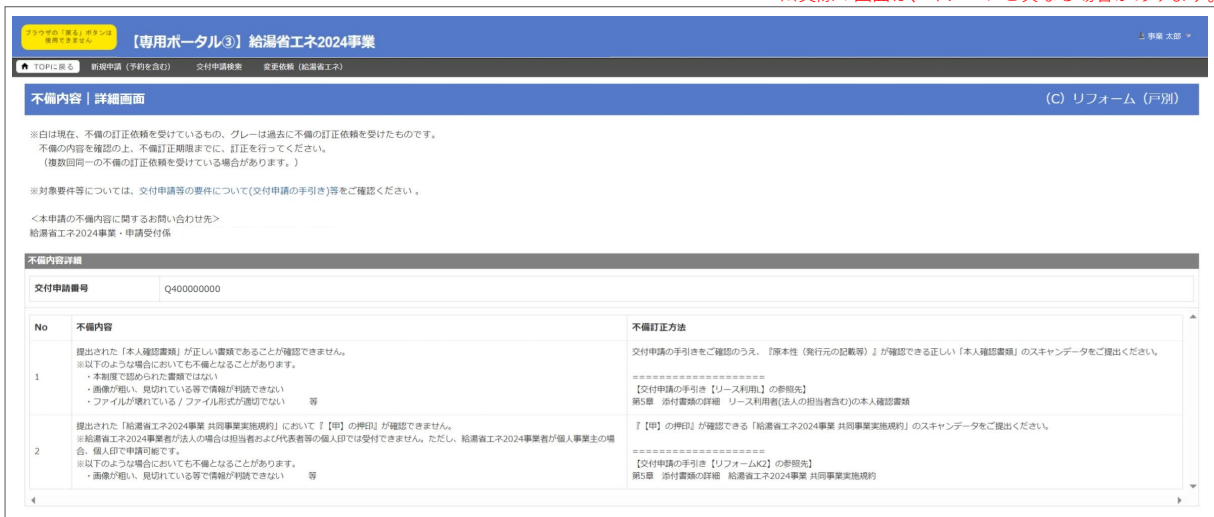 ブラウザの「戻る」ボタンは
使用できません
【専用ポータル③】給湯省エネ2024事業
事業 太郎
TOPに戻る 新規申請（予約を含む） 交付申請検索 変更依頼（給湯省エネ）
不備内容｜詳細画面
（C）リフォーム（戸別）
※白は現在、不備の訂正依頼を受けているもの、グレーは過去に不備の訂正依頼を受けたものです。
不備の内容を確認の上、不備訂正期限までに、訂正を行ってください。
（複数回同一の不備の訂正依頼を受けている場合があります。）
※対象要件等については、交付申請等の要件について(交付申請の手引き)等をご確認ください 。
＜本申請の不備内容に関するお問い合わせ先＞
給湯省エネ2024事業・申請受付係
不備内容詳細
交付申請番号 Q400000000
No 不備内容 不備訂正方法
1
提出された「本人確認書類」が正しい書類であることが確認できません。
※以下のような場合においても不備となることがあります。
・本制度で認められた書類ではない
・画像が粗い、見切れている等で情報が判読できない
・ファイルが壊れている / ファイル形式が適切でない 等
交付申請の手引きをご確認のうえ、『原本性（発行元の記載等）』が確認できる正しい「本人確認書類」のスキャンデータをご提出ください。
====================
【交付申請の手引き【リース利用L】の参照先】
第5章 添付書類の詳細 リース利用者(法人の担当者含む)の本人確認書類
2
提出された「給湯省エネ2024事業 共同事業実施規約」において『【甲】の押印』が確認できません。
※給湯省エネ2024事業者が法人の場合は担当者および代表者等の個人印では受付できません。ただし、給湯省エネ2024事業者が個人事業主の場
合、個人印で申請可能です。
※以下のような場合においても不備となることがあります。
・画像が粗い、見切れている等で情報が判読できない 等
『【甲】の押印』が確認できる「給湯省エネ2024事業 共同事業実施規約」のスキャンデータをご提出ください。
====================
【交付申請の手引き【リフォームK2】の参照先】
第5章 添付書類の詳細 給湯省エネ2024事業 共同事業実施規約